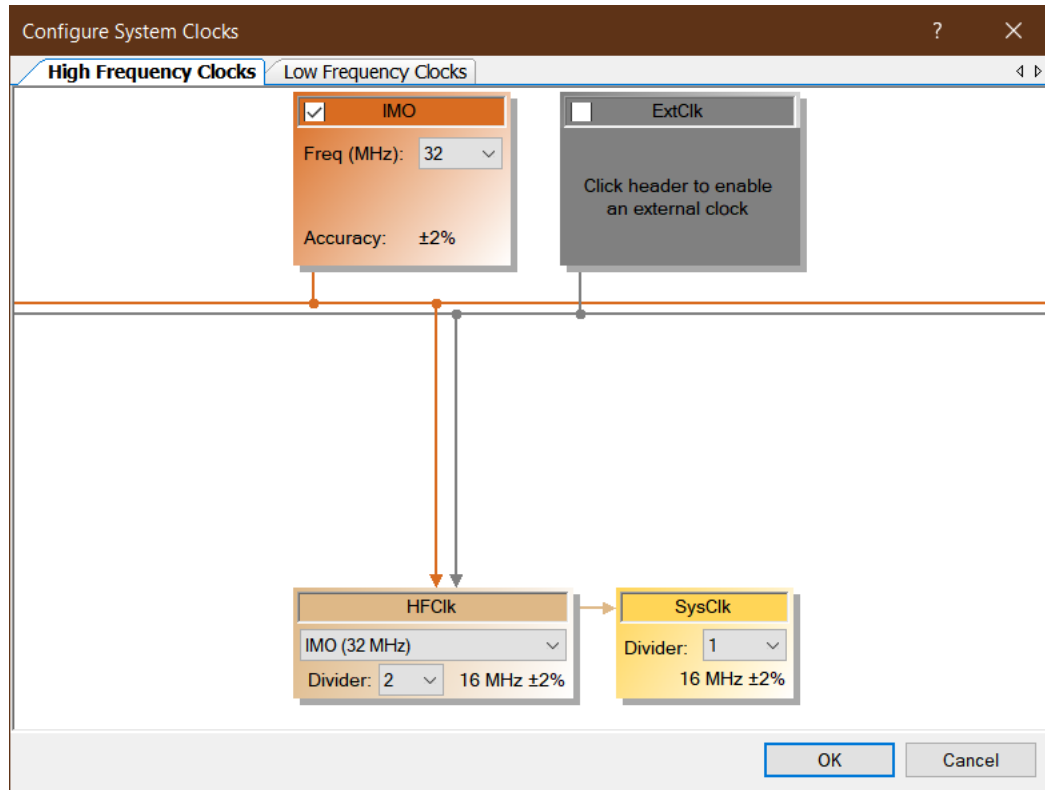 Configure System Clocks
?
High Frequency Clocks
Low Frequency Clocks
IMO
Freq (MHz): 32
Accuracy: ±2%
ExtClk
Click header to enable
an external clock
HFClk
IMO (32 MHz)
Divider: 2 16 MHz ±2%
SysClk
Divider: 1
16 MHz ±2%
OK
Cancel